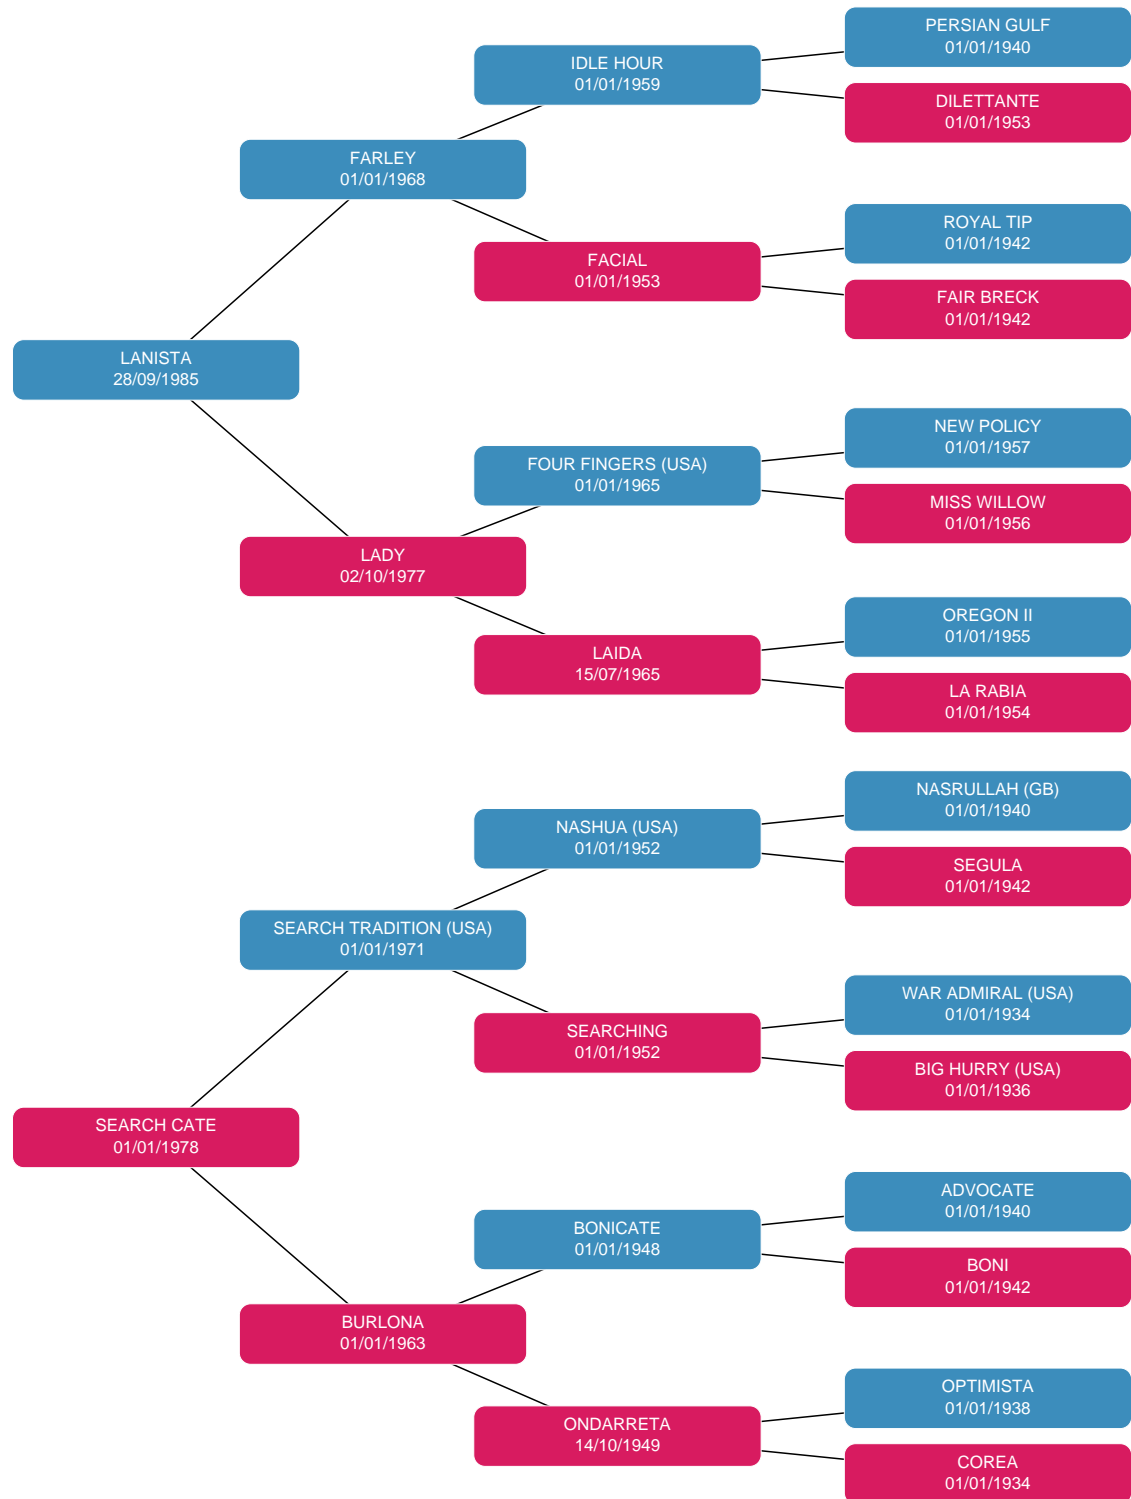 PERSIAN GULF
01/01/1940
IDLE HOUR
01/01/1959
DILETTANTE
01/01/1953
FARLEY
01/01/1968
ROYAL TIP
01/01/1942
FACIAL
01/01/1953
FAIR BRECK
01/01/1942
LANISTA
28/09/1985
NEW POLICY
01/01/1957
FOUR FINGERS (USA)
01/01/1965
MISS WILLOW
01/01/1956
LADY
02/10/1977
OREGON II
01/01/1955
LAIDA
15/07/1965
LA RABIA
01/01/1954
NASRULLAH (GB)
01/01/1940
NASHUA (USA)
01/01/1952
SEGULA
01/01/1942
SEARCH TRADITION (USA)
01/01/1971
WAR ADMIRAL (USA)
01/01/1934
SEARCHING
01/01/1952
BIG HURRY (USA)
01/01/1936
SEARCH CATE
01/01/1978
ADVOCATE
01/01/1940
BONICATE
01/01/1948
BONI
01/01/1942
BURLONA
01/01/1963
OPTIMISTA
01/01/1938
ONDARRETA
14/10/1949
COREA
01/01/1934